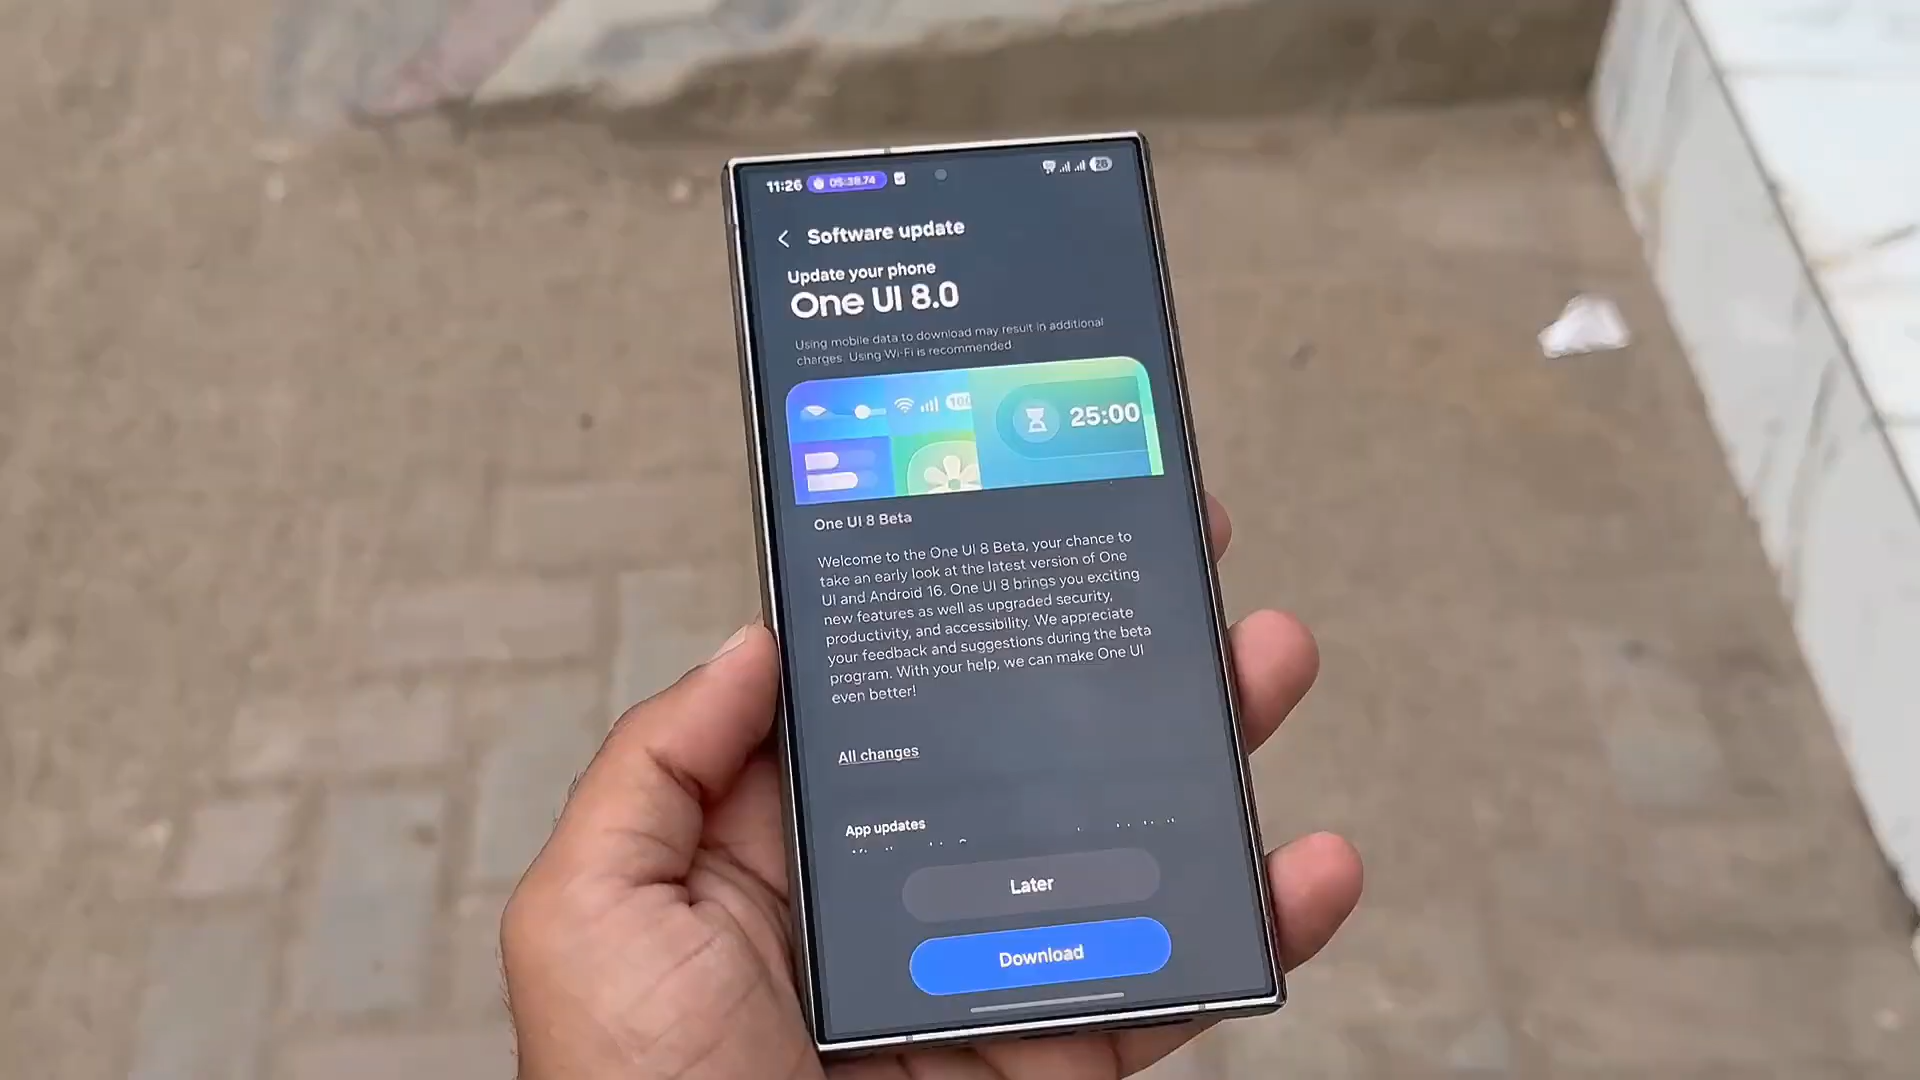 11:26 05:38.74
28
Software update
Update your phone
One UI 8.0
Using mobile data to download may result in additional
charges. Using Wi-Fi is recommended.
25:00
One UI 8 Beta
Welcome to the One UI 8 Beta, your chance to
take an early look at the latest version of One
UI and Android 16. One UI 8 brings you exciting
new features as well as upgraded security,
productivity, and accessibility. We appreciate
your feedback and suggestions during the beta
program. With your help, we can make One UI
even better!
All changes
App updates
Later
Download